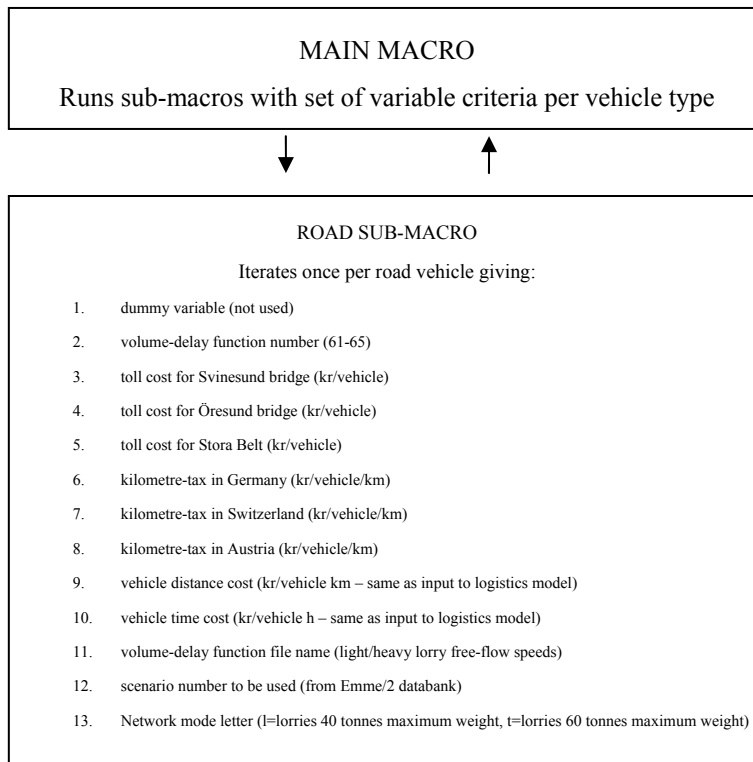 MAIN MACRO
Runs sub-macros with set of variable criteria per vehicle type
ROAD SUB-MACRO
Iterates once per road vehicle giving:
1. dummy variable (not used)
2. volume-delay function number (61-65)
3. toll cost for Svinesund bridge (kr/vehicle)
4. toll cost for Öresund bridge (kr/vehicle)
5. toll cost for Stora Belt (kr/vehicle)
6. kilometre-tax in Germany (kr/vehicle/km)
7. kilometre-tax in Switzerland (kr/vehicle/km)
8. kilometre-tax in Austria (kr/vehicle/km)
9. vehicle distance cost (kr/vehicle km – same as input to logistics model)
10. vehicle time cost (kr/vehicle h – same as input to logistics model)
11. volume-delay function file name (light/heavy lorry free-flow speeds)
12. scenario number to be used (from Emme/2 databank)
13. Network mode letter (l=lorries 40 tonnes maximum weight, t=lorries 60 tonnes maximum weight)